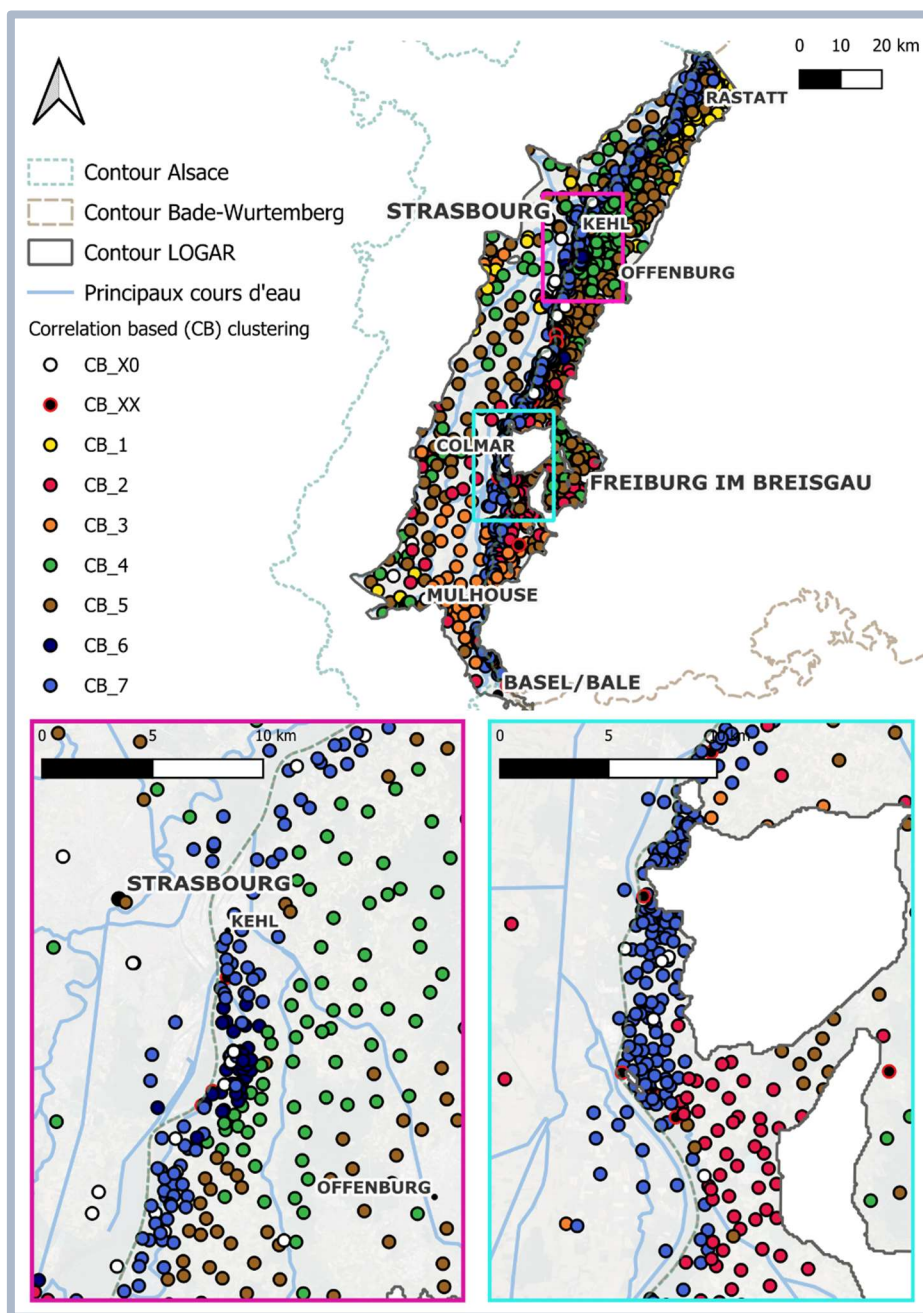 0 10 20 km
RASTATT
Contour Alsace
Contour Bade-Wurtemberg
Contour LOGAR
Principaux cours d'eau
Correlation based (CB) clustering
CB_X0
CB_XX
CB_1
CB_2
CB_3
CB_4
CB_5
CB_6
CB_7
STRASBOURG
KEHL
OFFENBURG
COLMAR
FREIBURG IM BREISGAU
MULHOUSE
BASEL/BALE
0 5 10 km
STRASBOURG
KEHL
OFFENBURG
0 5 10 km